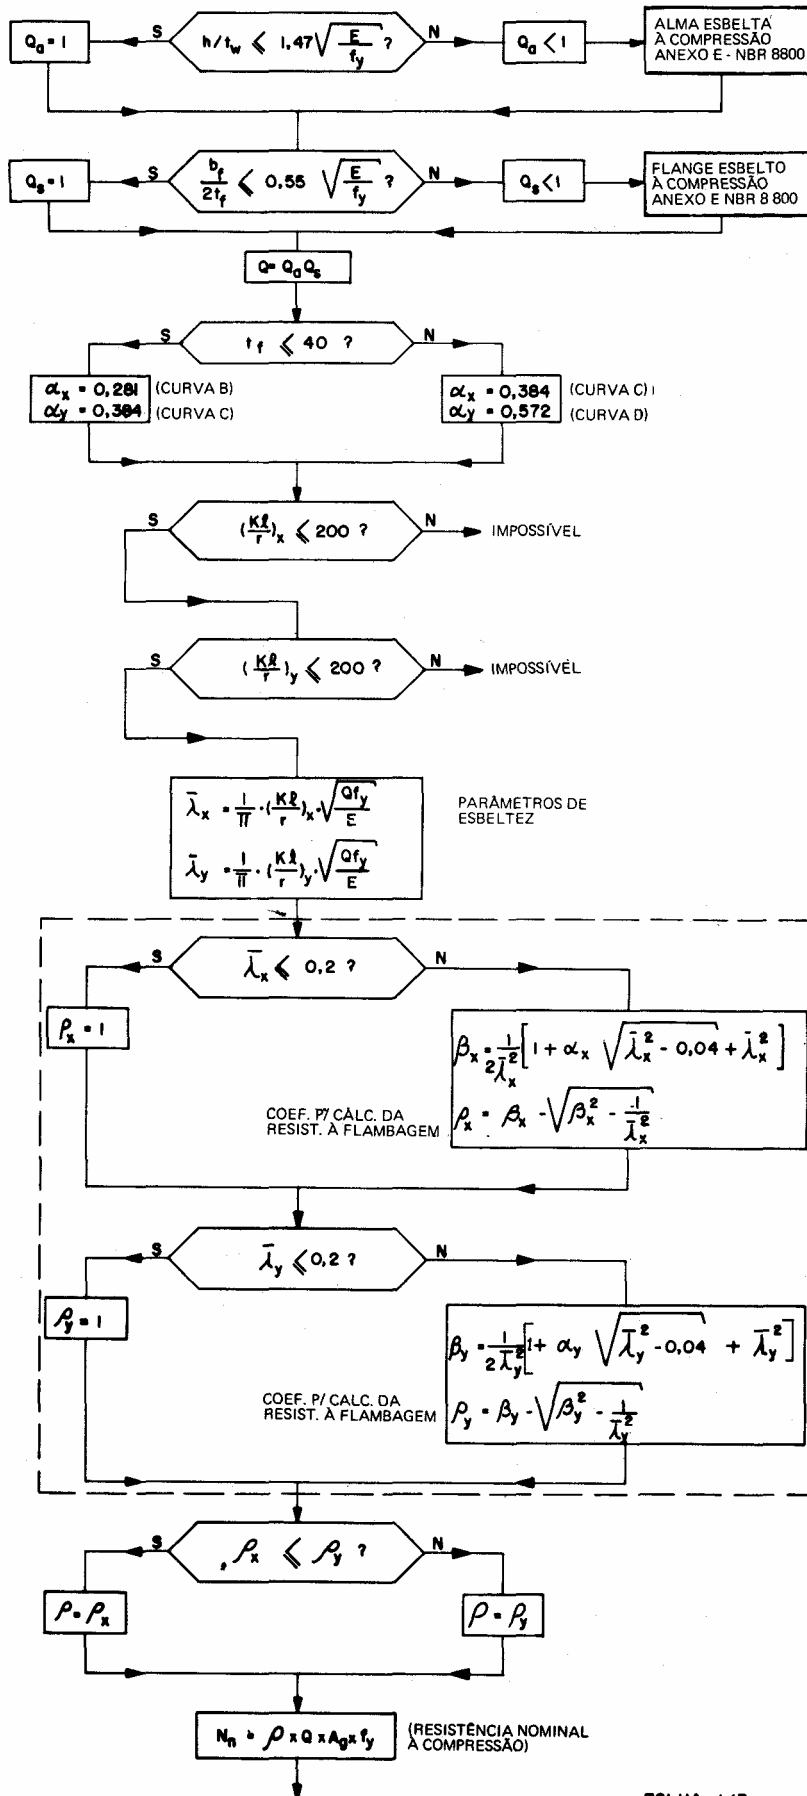 S
N
Qa = 1
h/tw ⩽ 1,47 √(E/fy) ?
Qa < 1
ALMA ESBELTA
À COMPRESSÃO
ANEXO E - NBR 8800
S
N
Qs = 1
bf/2tf ⩽ 0,55 √(E/fy) ?
Qs < 1
FLANGE ESBELTO
À COMPRESSÃO
ANEXO E NBR 8 800
Q = Qa Qs
S
N
tf ⩽ 40 ?
αx = 0,281 (CURVA B)
αy = 0,384 (CURVA C)
αx = 0,384 (CURVA C)
αy = 0,572 (CURVA D)
S
N
(Kℓ/r)x ⩽ 200 ?
IMPOSSÍVEL
S
N
(Kℓ/r)y ⩽ 200 ?
IMPOSSÍVEL
λ̄x = 1/π · (Kℓ/r)x · √(Qfy/E)
λ̄y = 1/π · (Kℓ/r)y · √(Qfy/E)
PARÂMETROS DE
ESBELTEZ
S
N
λ̄x ⩽ 0,2 ?
ρx = 1
βx = 1/2λ̄x² [1 + αx √(λ̄x² - 0,04) + λ̄x²]
ρx = βx - √(βx² - 1/λ̄x²)
COEF. P/ CÁLC. DA
RESIST. À FLAMBAGEM
S
N
λ̄y ⩽ 0,2 ?
ρy = 1
βy = 1/2λ̄y² [1 + αy √(λ̄y² - 0,04) + λ̄y²]
ρy = βy - √(βy² - 1/λ̄y²)
COEF. P/ CALC. DA
RESIST. À FLAMBAGEM
S
N
ρx ⩽ ρy ?
ρ = ρx
ρ = ρy
Nn = ρ x Q x Ag x fy
(RESISTÊNCIA NOMINAL
À COMPRESSÃO)